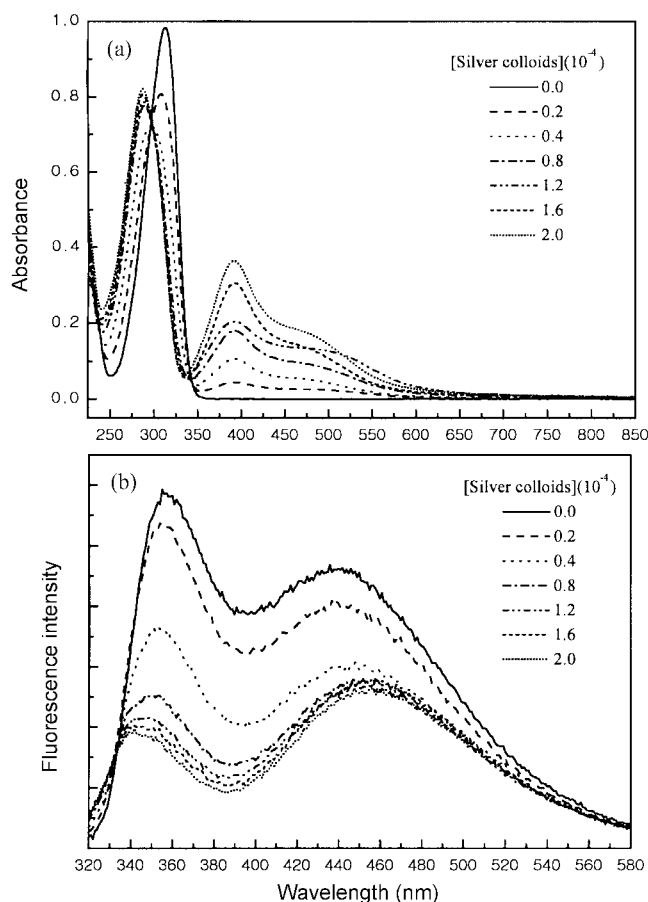 (a)
[Silver colloids](10⁻⁴)
0.0
0.2
0.4
0.8
1.2
1.6
2.0
Absorbance
1.0
0.8
0.6
0.4
0.2
0.0
250 300 350 400 450 500 550 600 650 700 750 800 850
(b)
[Silver colloids](10⁻⁴)
0.0
0.2
0.4
0.8
1.2
1.6
2.0
Fluorescence intensity
320 340 360 380 400 420 440 460 480 500 520 540 560 580
Wavelength (nm)